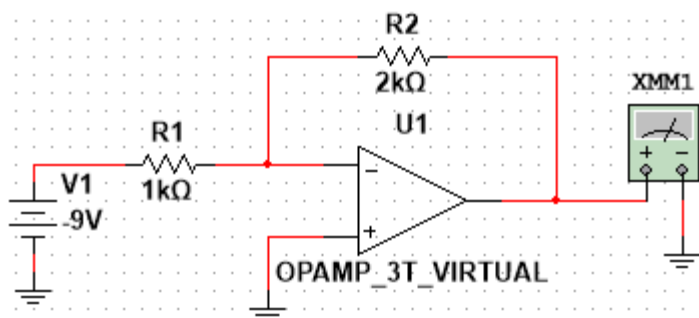 R2
2kΩ
XMM1
U1
R1
1kΩ
V1
-9V
OPAMP_3T_VIRTUAL